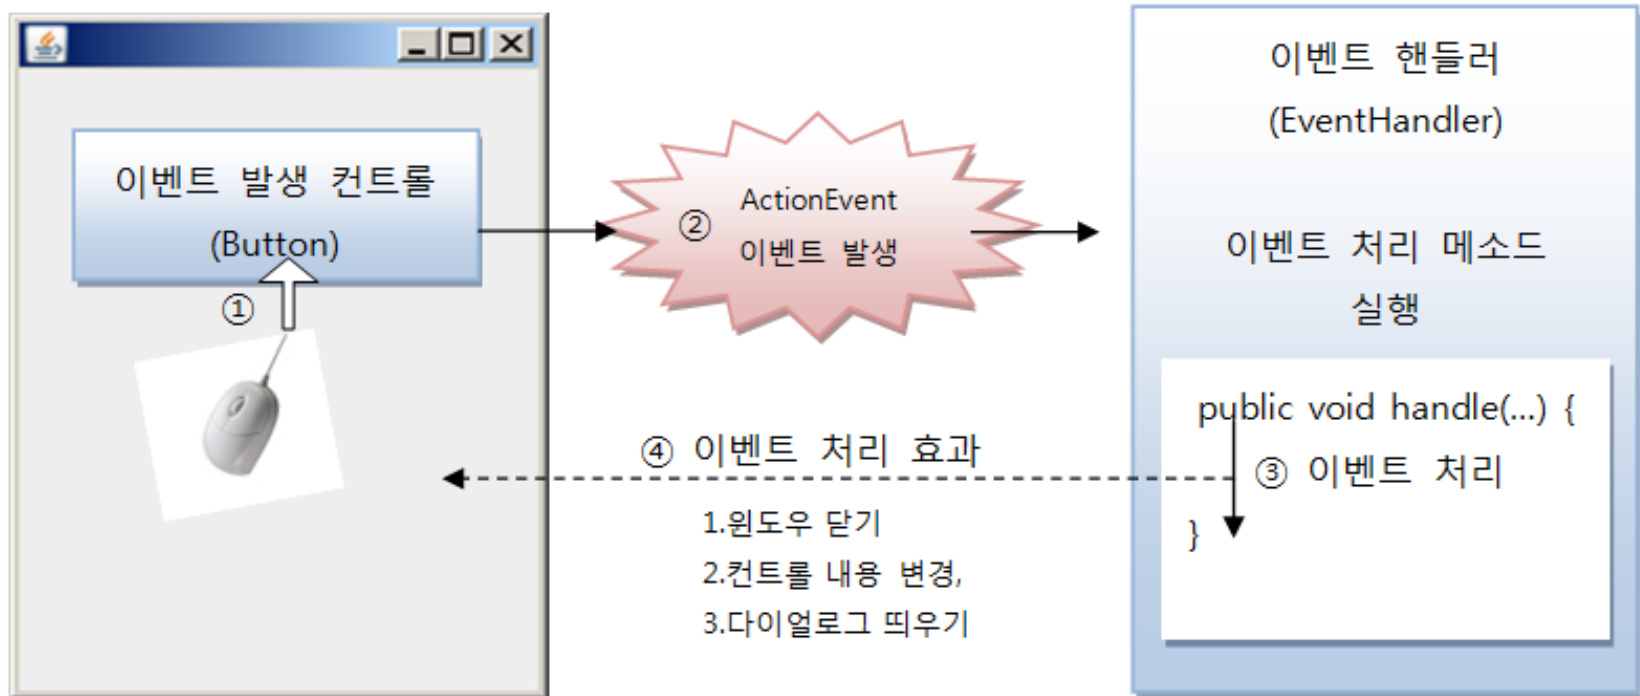 이벤트 발생 컨트롤
(Button)
①
②
ActionEvent
이벤트 발생
이벤트 핸들러
(EventHandler)
이벤트 처리 메소드
실행
public void handle(...) {
③ 이벤트 처리
}
④ 이벤트 처리 효과
1.윈도우 닫기
2.컨트롤 내용 변경,
3.다이얼로그 띄우기